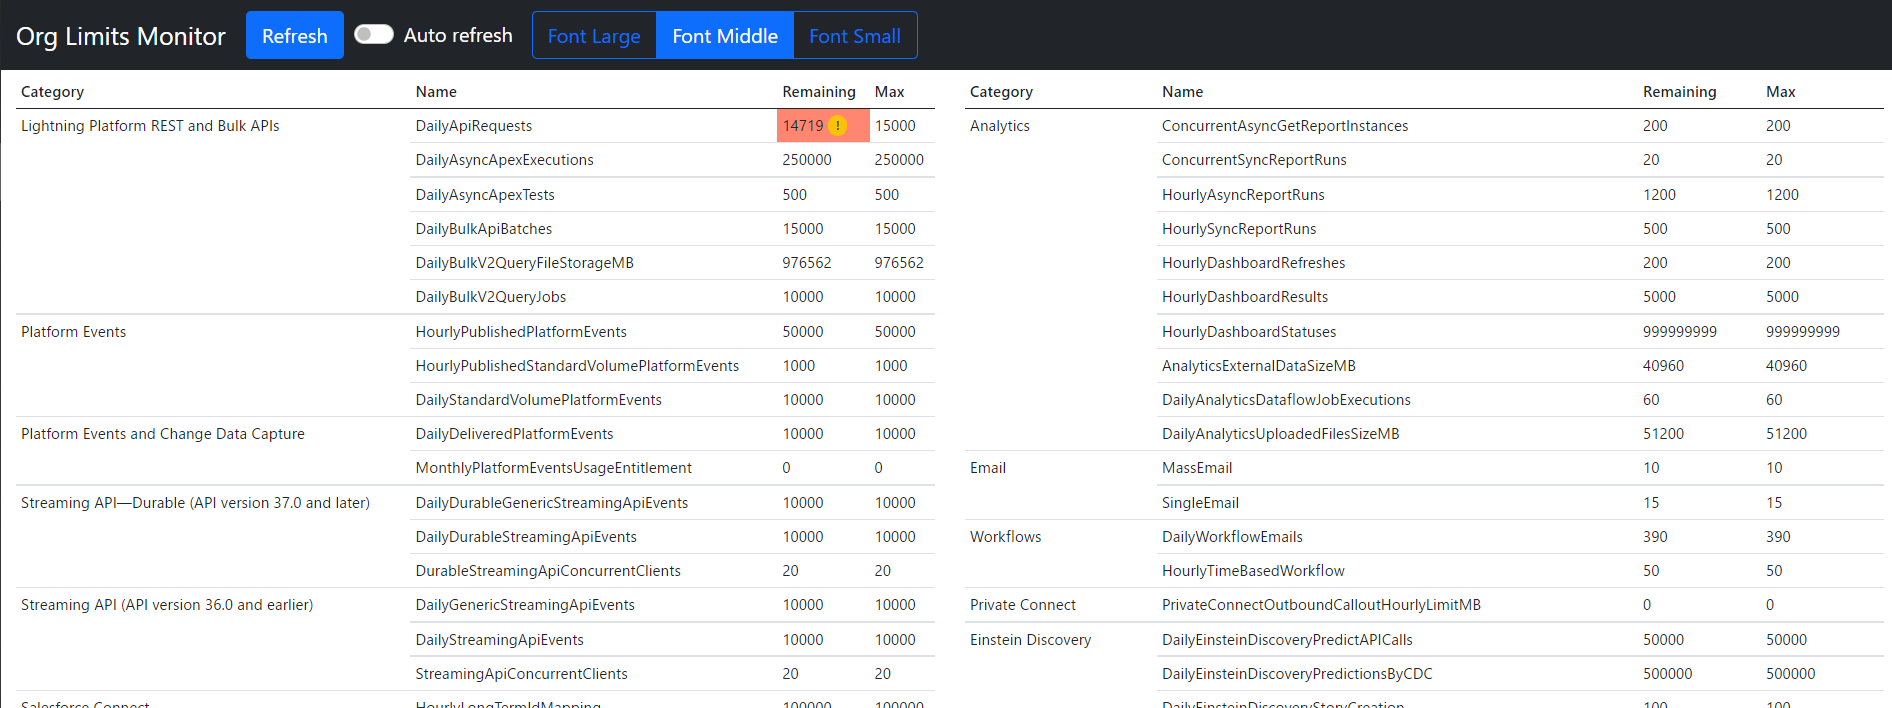 Org Limits Monitor Refresh Auto refresh Font Large Font Middle Font Small
Category Name Remaining Max
Lightning Platform REST and Bulk APIs DailyApiRequests 14719 ! 15000
DailyAsyncApexExecutions 250000 250000
DailyAsyncApexTests 500 500
DailyBulkApiBatches 15000 15000
DailyBulkV2QueryFileStorageMB 976562 976562
DailyBulkV2QueryJobs 10000 10000
Platform Events HourlyPublishedPlatformEvents 50000 50000
HourlyPublishedStandardVolumePlatformEvents 1000 1000
DailyStandardVolumePlatformEvents 10000 10000
Platform Events and Change Data Capture DailyDeliveredPlatformEvents 10000 10000
MonthlyPlatformEventsUsageEntitlement 0 0
Streaming API—Durable (API version 37.0 and later) DailyDurableGenericStreamingApiEvents 10000 10000
DailyDurableStreamingApiEvents 10000 10000
DurableStreamingApiConcurrentClients 20 20
Streaming API (API version 36.0 and earlier) DailyGenericStreamingApiEvents 10000 10000
DailyStreamingApiEvents 10000 10000
StreamingApiConcurrentClients 20 20
Salesforce Connect HourlyLongTermIdMapping 100000 100000
Category Name Remaining Max
Analytics ConcurrentAsyncGetReportInstances 200 200
ConcurrentSyncReportRuns 20 20
HourlyAsyncReportRuns 1200 1200
HourlySyncReportRuns 500 500
HourlyDashboardRefreshes 200 200
HourlyDashboardResults 5000 5000
HourlyDashboardStatuses 999999999 999999999
AnalyticsExternalDataSizeMB 40960 40960
DailyAnalyticsDataflowJobExecutions 60 60
DailyAnalyticsUploadedFilesSizeMB 51200 51200
Email MassEmail 10 10
SingleEmail 15 15
Workflows DailyWorkflowEmails 390 390
HourlyTimeBasedWorkflow 50 50
Private Connect PrivateConnectOutboundCalloutHourlyLimitMB 0 0
Einstein Discovery DailyEinsteinDiscoveryPredictAPICalls 50000 50000
DailyEinsteinDiscoveryPredictionsByCDC 500000 500000
DailyEinsteinDiscoveryStoryCreation 100 100